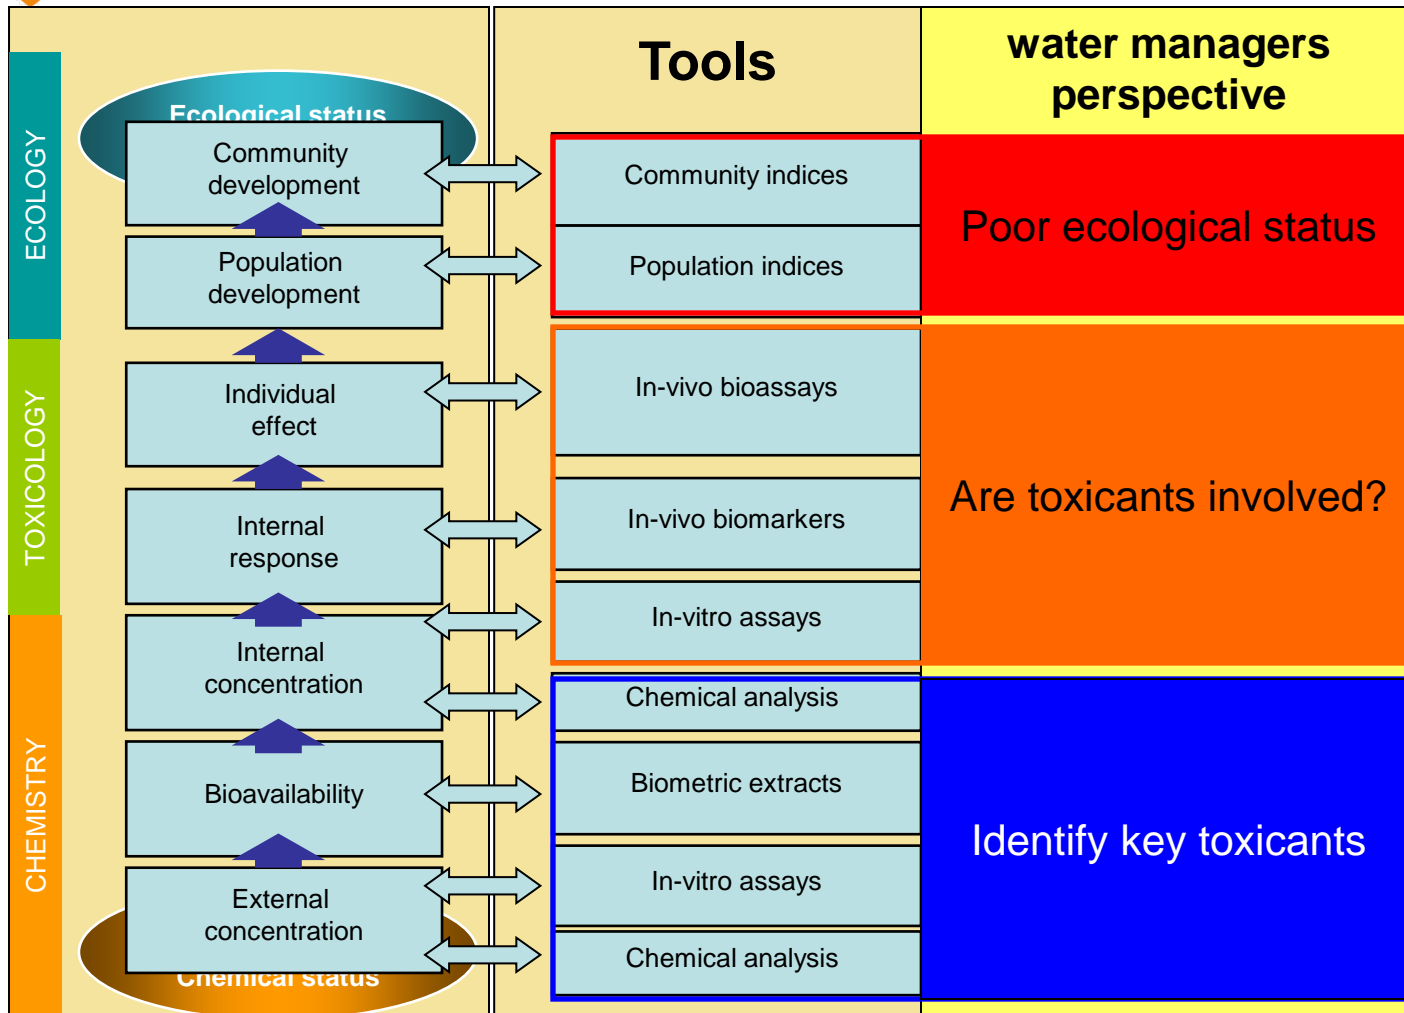 Tools
water managers
perspective
ECOLOGY
Ecological status
Community
development
Community indices
Poor ecological status
Population
development
Population indices
TOXICOLOGY
Individual
effect
In-vivo bioassays
Are toxicants involved?
Internal
response
In-vivo biomarkers
In-vitro assays
CHEMISTRY
Internal
concentration
Chemical analysis
Bioavailability
Biometric extracts
Identify key toxicants
External
concentration
In-vitro assays
Chemical analysis
Chemical status